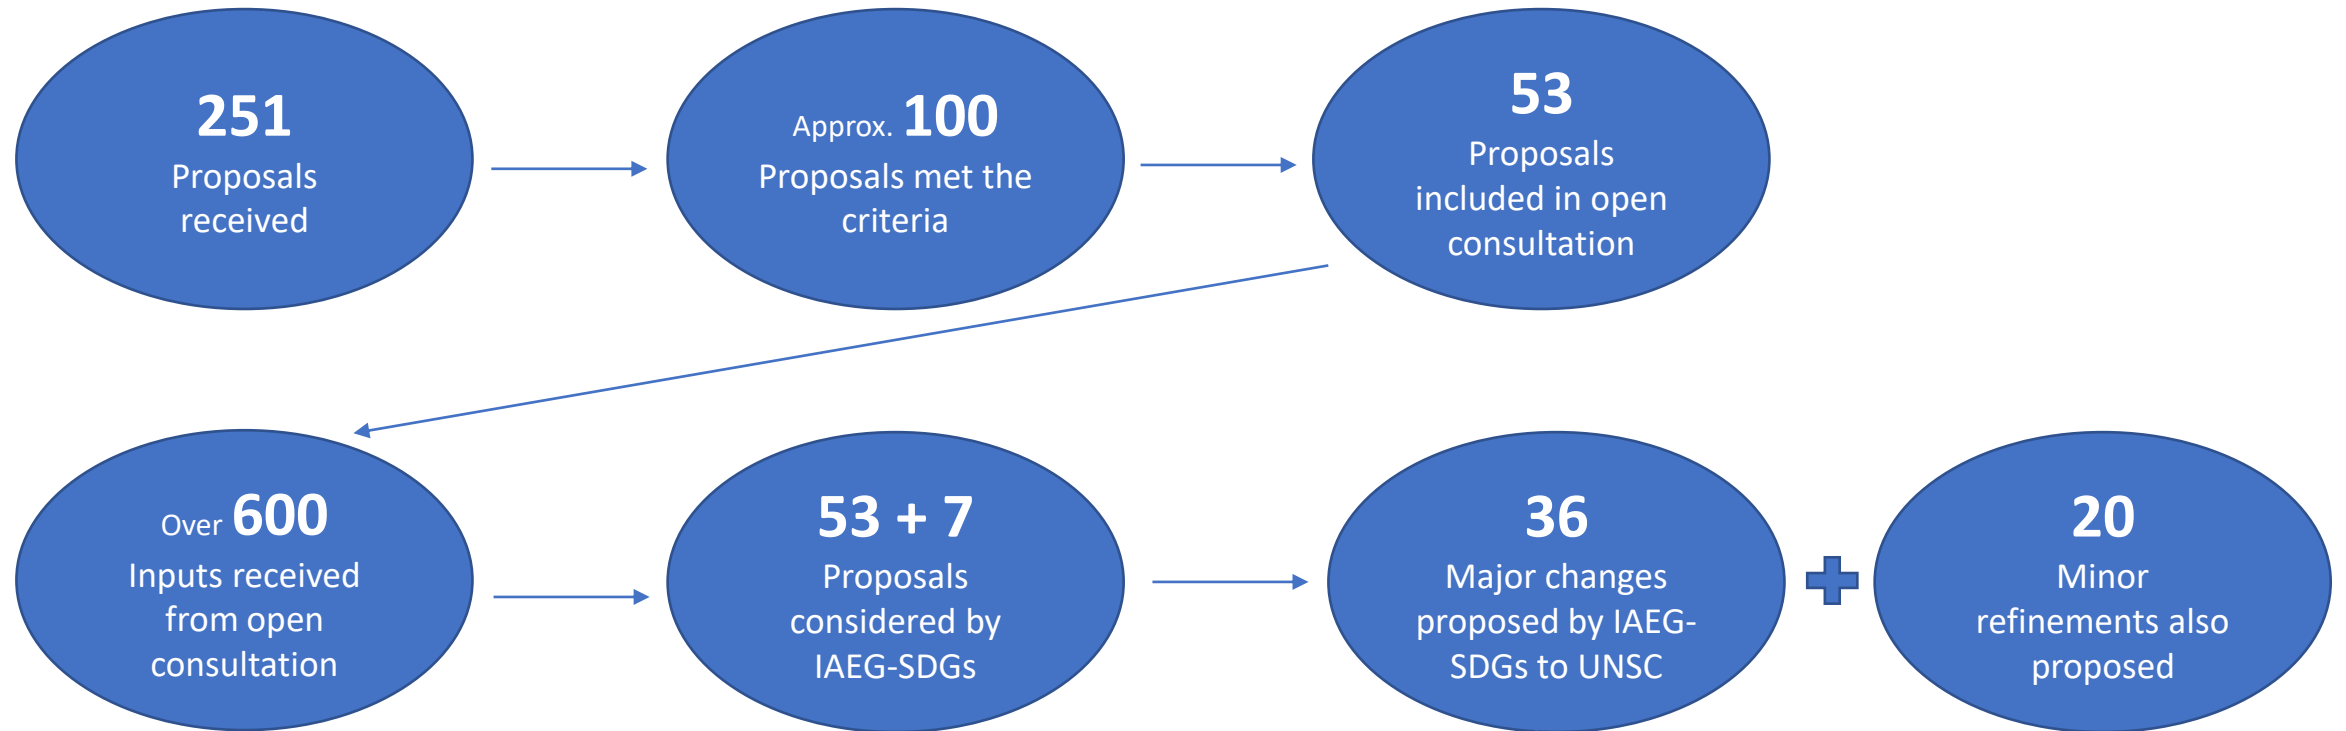 251
Proposals
received
Approx. 100
Proposals met the
criteria
53
Proposals
included in open
consultation
Over 600
Inputs received
from open
consultation
53 + 7
Proposals
considered by
IAEG-SDGs
36
Major changes
proposed by IAEG-
SDGs to UNSC
20
Minor
refinements also
proposed